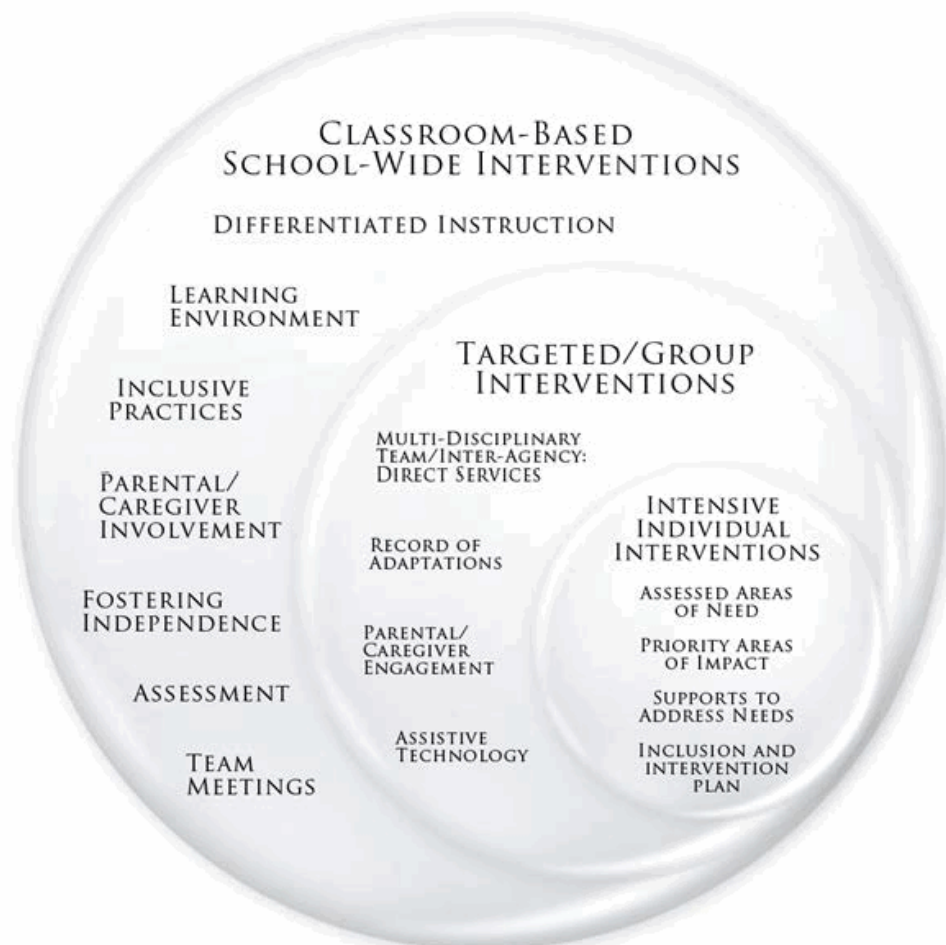 CLASSROOM-BASED
SCHOOL-WIDE INTERVENTIONS
DIFFERENTIATED INSTRUCTION
LEARNING
ENVIRONMENT
INCLUSIVE
PRACTICES
PARENTAL/
CAREGIVER
INVOLVEMENT
FOSTERING
INDEPENDENCE
ASSESSMENT
TEAM
MEETINGS
TARGETED/GROUP
INTERVENTIONS
MULTI-DISCIPLINARY
TEAM/INTER-AGENCY:
DIRECT SERVICES
RECORD OF
ADAPTATIONS
PARENTAL/
CAREGIVER
ENGAGEMENT
ASSISTIVE
TECHNOLOGY
INTENSIVE
INDIVIDUAL
INTERVENTIONS
ASSESSED AREAS
OF NEED
PRIORITY AREAS
OF IMPACT
SUPPORTS TO
ADDRESS NEEDS
INCLUSION AND
INTERVENTION
PLAN